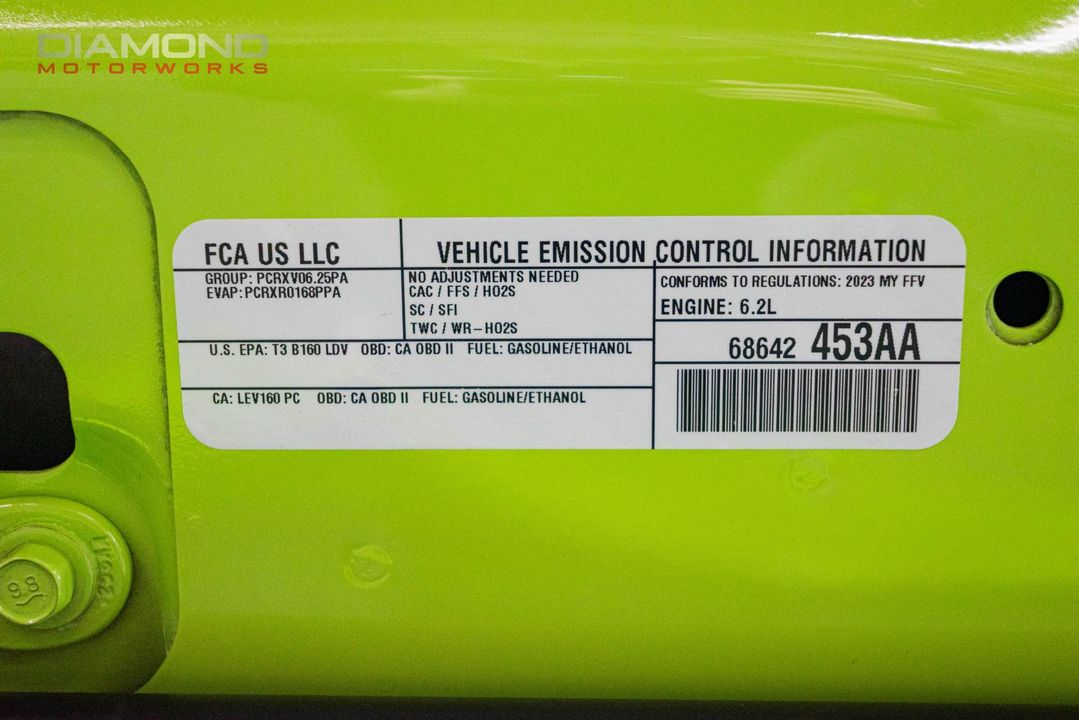 DIAMOND
MOTORWORKS
FCA US LLC
VEHICLE EMISSION CONTROL INFORMATION
GROUP: PCRXV06.25PA
EVAP: PCRXR0168PPA
NO ADJUSTMENTS NEEDED
CAC / FFS / HO2S
SC / SFI
TWC / WR-HO2S
CONFORMS TO REGULATIONS: 2023 MY FFV
ENGINE: 6.2L
U.S. EPA: T3 B160 LDV OBD: CA OBD II FUEL: GASOLINE/ETHANOL
68642 453AA
CA: LEV160 PC OBD: CA OBD II FUEL: GASOLINE/ETHANOL
9.8